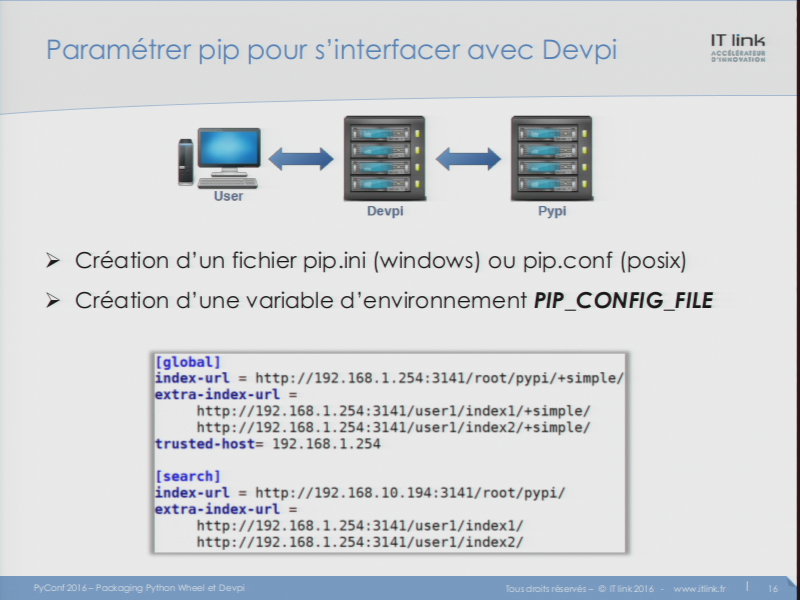 Paramétrer pip pour s'interfacer avec Devpi
IT link
ACCÉLÉRATEUR
D'INNOVATION
User
Devpi
Pypi
Création d'un fichier pip.ini (windows) ou pip.conf (posix)
Création d'une variable d'environnement PIP_CONFIG_FILE
[global]
index-url = http://192.168.1.254:3141/root/pypi/+simple/
extra-index-url =
http://192.168.1.254:3141/user1/index1/+simple/
http://192.168.1.254:3141/user1/index2/+simple/
trusted-host= 192.168.1.254
[search]
index-url = http://192.168.10.194:3141/root/pypi/
extra-index-url =
http://192.168.1.254:3141/user1/index1/
http://192.168.1.254:3141/user1/index2/
PyConf 2016 – Packaging Python Wheel et Devpi
Tous droits réservés – © IT link 2016 - www.itlink.fr | 16